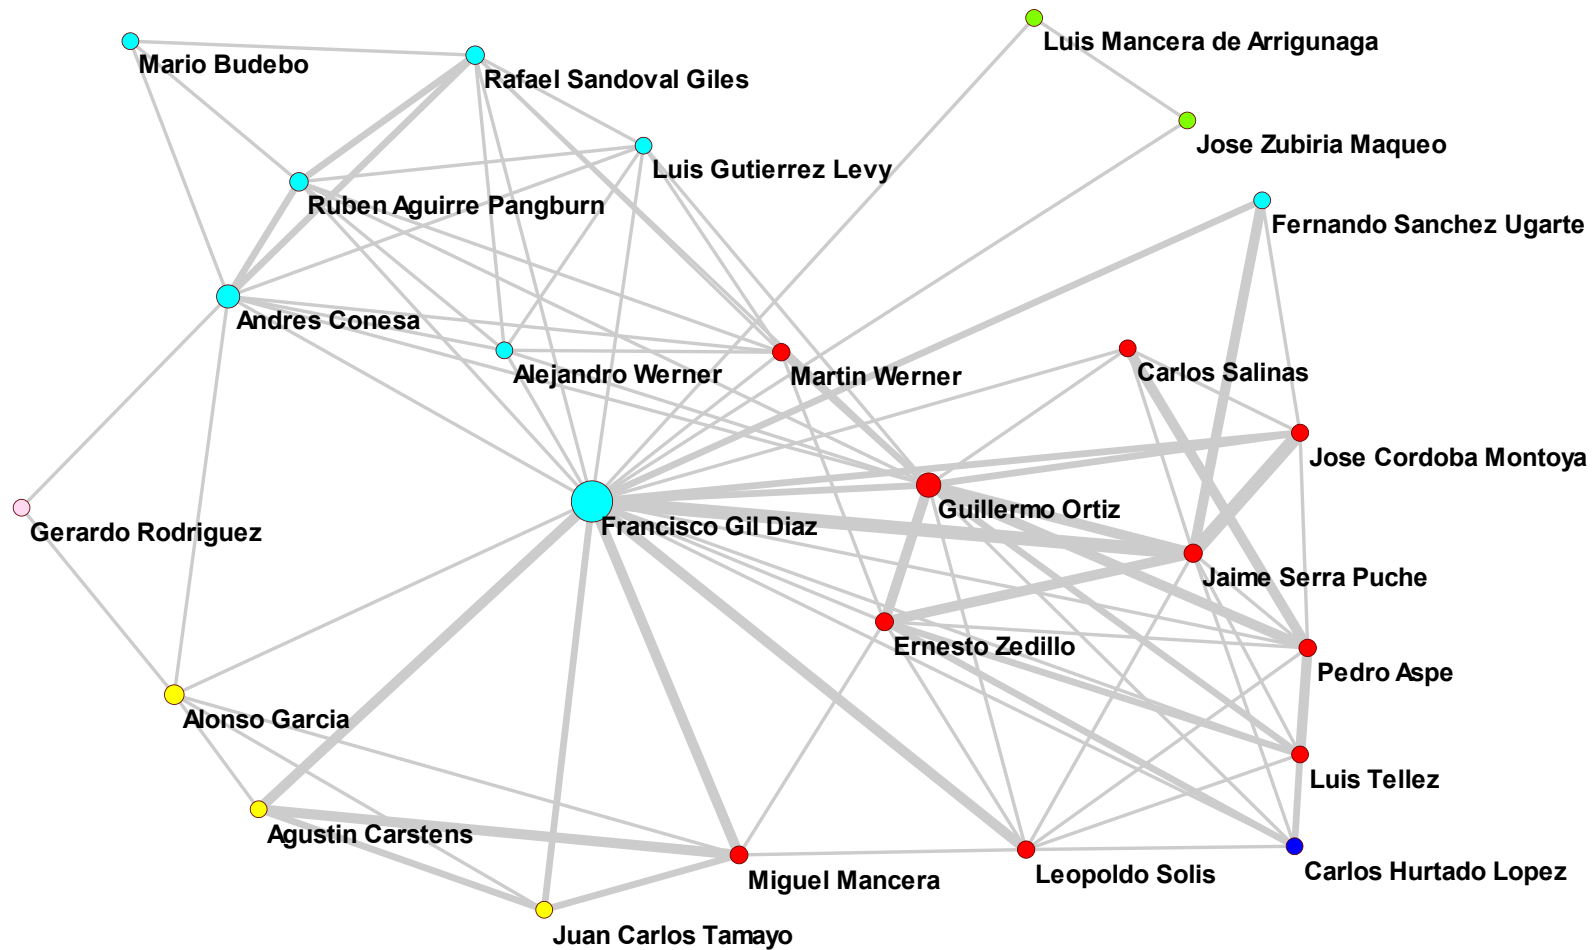 Luis Mancera de Arrigunaga
Mario Budebo
Rafael Sandoval Giles
Jose Zubiria Maqueo
Luis Gutierrez Levy
Ruben Aguirre Pangburn
Fernando Sanchez Ugarte
Andres Conesa
Alejandro Werner
Martin Werner
Carlos Salinas
Jose Cordoba Montoya
Guillermo Ortiz
Francisco Gil Diaz
Gerardo Rodriguez
Jaime Serra Puche
Ernesto Zedillo
Pedro Aspe
Alonso Garcia
Luis Tellez
Agustin Carstens
Carlos Hurtado Lopez
Leopoldo Solis
Miguel Mancera
Juan Carlos Tamayo